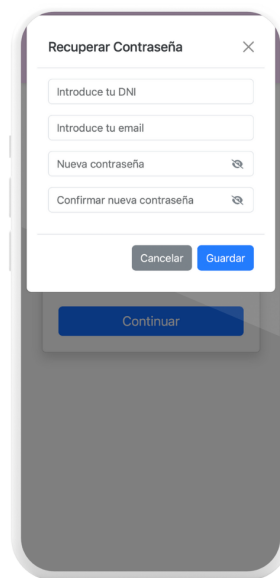 Recuperar Contraseña
Introduce tu DNI
Introduce tu email
Nueva contraseña
Confirmar nueva contraseña
Cancelar Guardar
Continuar